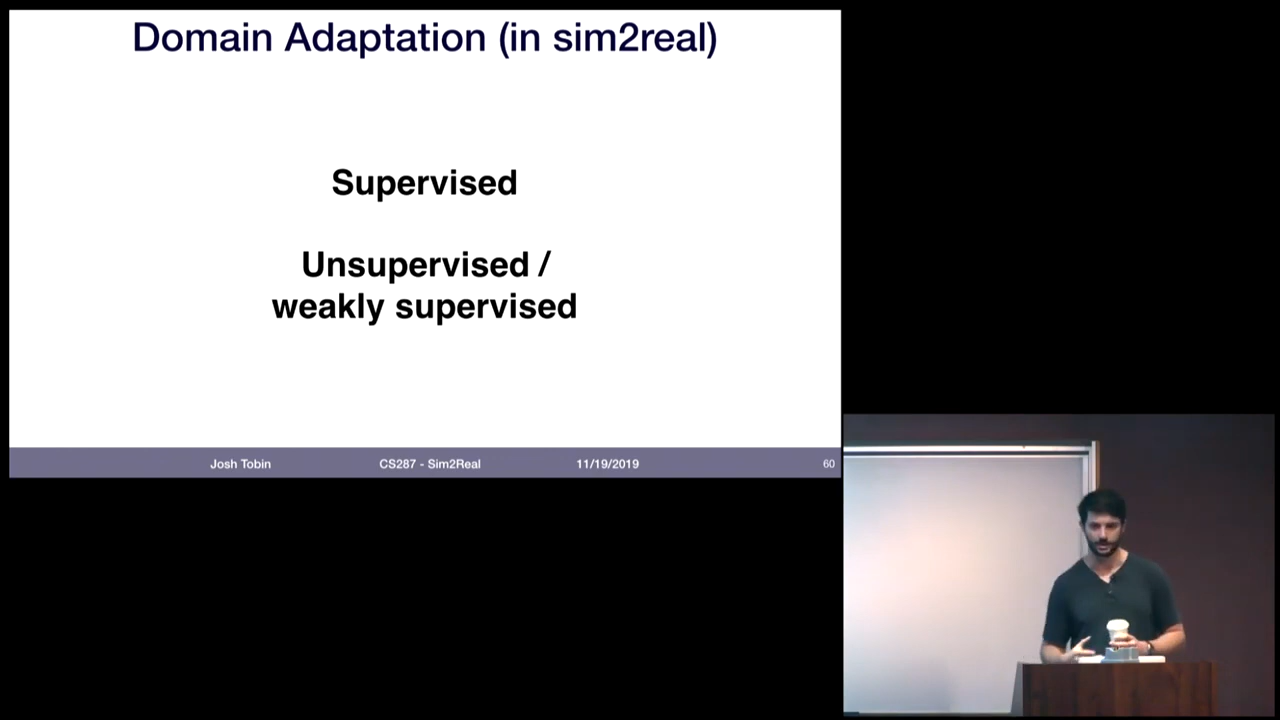 Domain Adaptation (in sim2real)
Supervised
Unsupervised /
weakly supervised
Josh Tobin CS287 - Sim2Real 11/19/2019 60